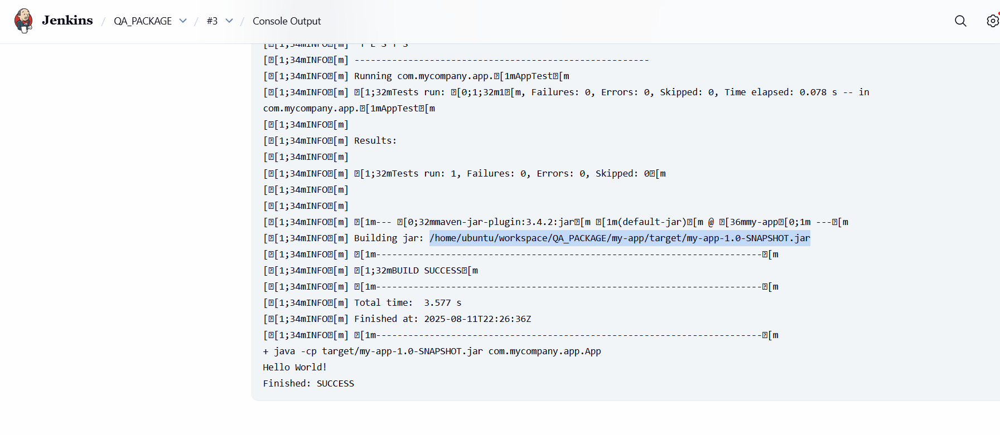 Jenkins / QA_PACKAGE / #3 / Console Output
[�[1;34mINFO�[m]  T E S T S
[�[1;34mINFO�[m] -------------------------------------------------------
[�[1;34mINFO�[m] Running com.mycompany.app.�[1mAppTest�[m
[�[1;34mINFO�[m] �[1;32mTests run: �[0;1;32m1�[m, Failures: 0, Errors: 0, Skipped: 0, Time elapsed: 0.078 s -- in
com.mycompany.app.�[1mAppTest�[m
[�[1;34mINFO�[m]
[�[1;34mINFO�[m] Results:
[�[1;34mINFO�[m]
[�[1;34mINFO�[m] �[1;32mTests run: 1, Failures: 0, Errors: 0, Skipped: 0�[m
[�[1;34mINFO�[m]
[�[1;34mINFO�[m]
[�[1;34mINFO�[m] �[1m--- �[0;32mmaven-jar-plugin:3.4.2:jar�[m �[1m(default-jar)�[m @ �[36mmy-app�[0;1m ---�[m
[�[1;34mINFO�[m] Building jar: /home/ubuntu/workspace/QA_PACKAGE/my-app/target/my-app-1.0-SNAPSHOT.jar
[�[1;34mINFO�[m] �[1m------------------------------------------------------------------------�[m
[�[1;34mINFO�[m] �[1;32mBUILD SUCCESS�[m
[�[1;34mINFO�[m] �[1m------------------------------------------------------------------------�[m
[�[1;34mINFO�[m] Total time:  3.577 s
[�[1;34mINFO�[m] Finished at: 2025-08-11T22:26:36Z
[�[1;34mINFO�[m] �[1m------------------------------------------------------------------------�[m
+ java -cp target/my-app-1.0-SNAPSHOT.jar com.mycompany.app.App
Hello World!
Finished: SUCCESS